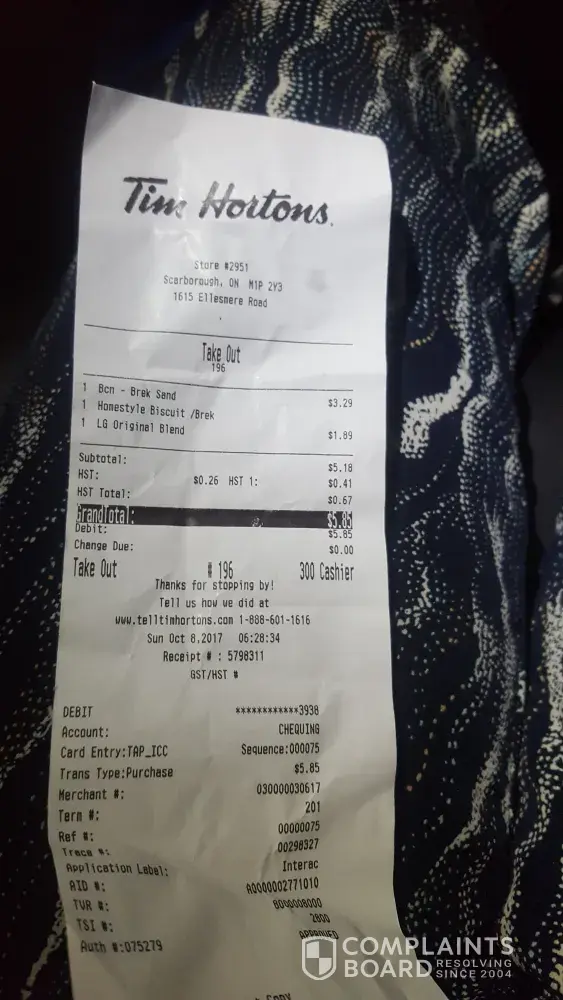 Tim Hortons
Store #2951
Scarborough, ON M1P 2Y3
1615 Ellesmere Road
Take Out
196
1 Bcn - Brek Sand $3.29
1 Homestyle Biscuit /Brek
1 LG Original Blend $1.89
Subtotal: $5.18
HST: $0.26 HST 1: $0.41
HST Total: $0.67
GrandTotal: $5.85
Debit: $5.85
Change Due: $0.00
Take Out # 196 300 Cashier
Thanks for stopping by!
Tell us how we did at
www.telltimhortons.com 1-888-601-1616
Sun Oct 8,2017 06:28:34
Receipt # : 5798311
GST/HST #
DEBIT ************3938
Account: CHEQUING
Card Entry:TAP_ICC Sequence:000075
Trans Type:Purchase $5.85
Merchant #: 030000030617
Term #: 201
Ref #: 00000075
Trace #: 00298327
Application Label: Interac
AID #: A0000002771010
TVR #: 8000008000
TSI #: 2800
Auth #:075279 APPROVED
COPY
COMPLAINTS
BOARD RESOLVING
SINCE 2004